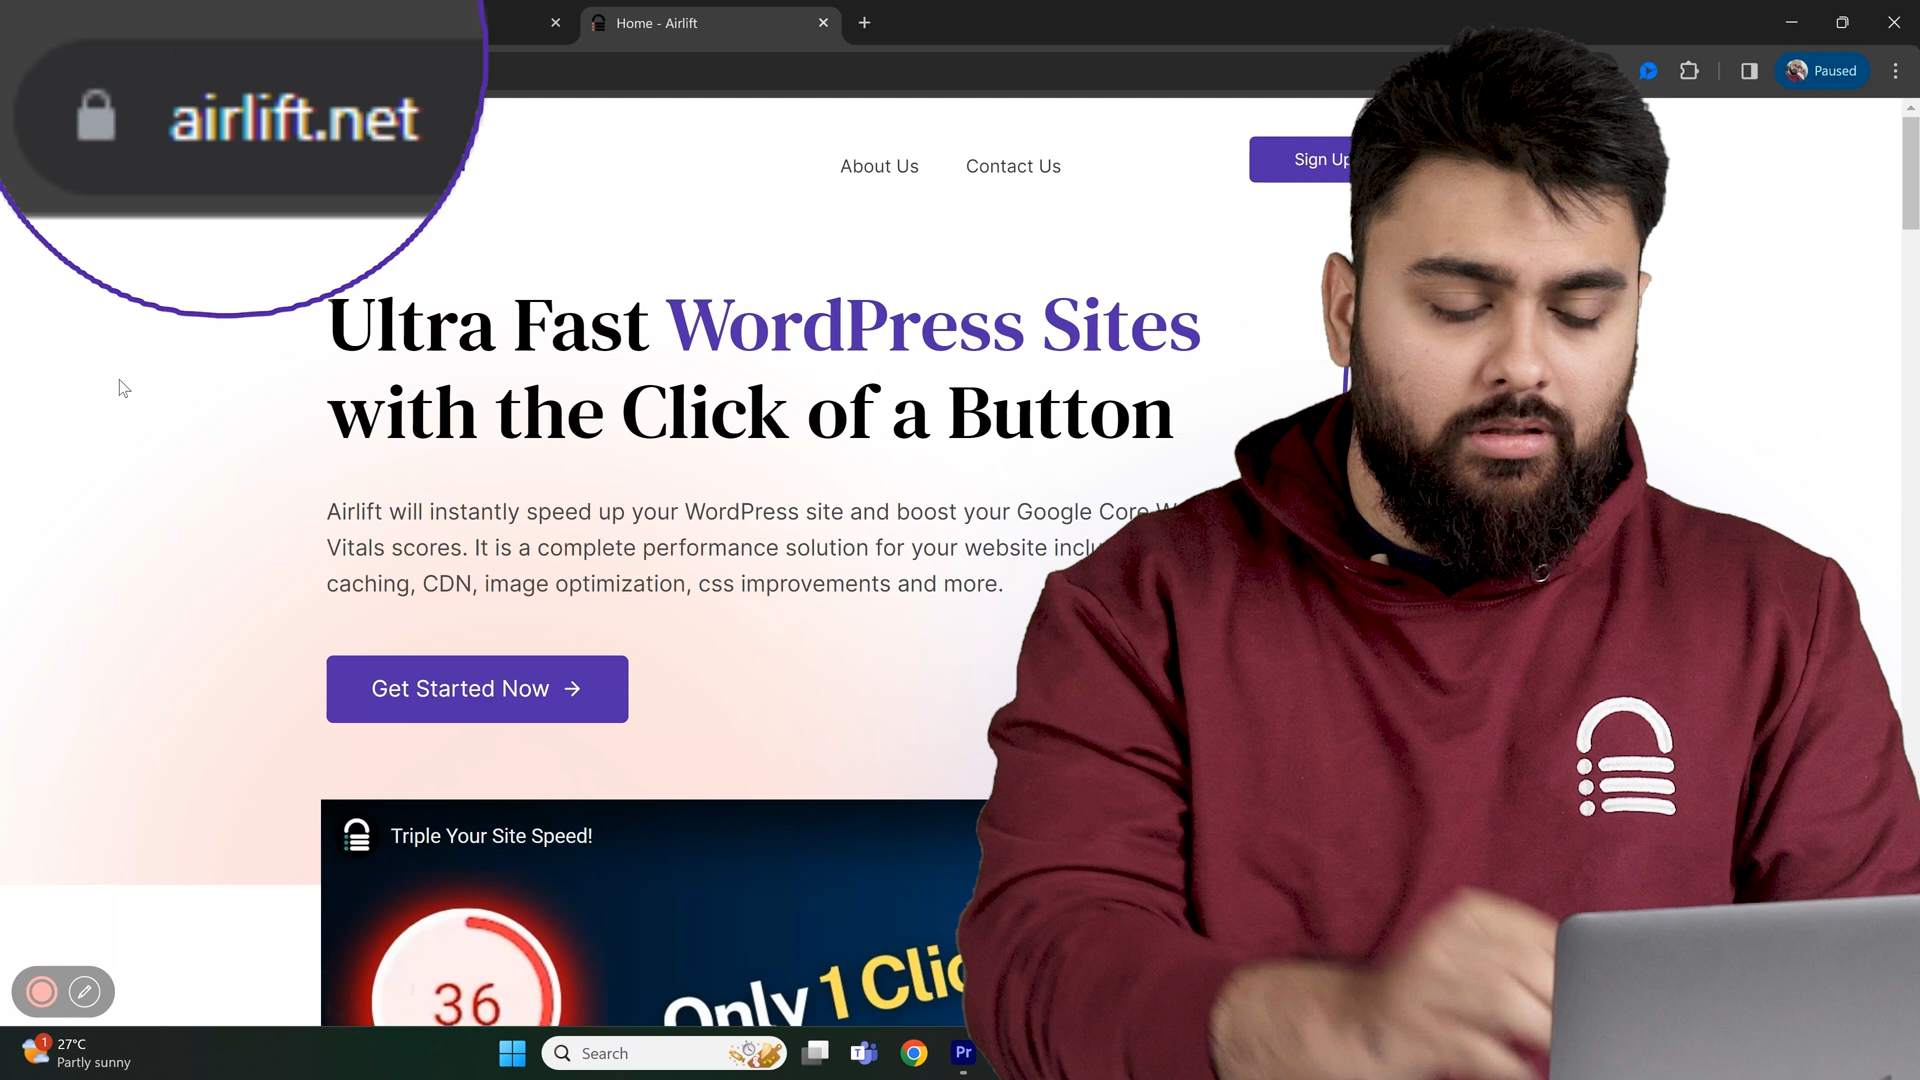 Home - Airlift
airlift.net
Paused
About Us
Contact Us
Sign Up
Ultra Fast WordPress Sites
with the Click of a Button
Airlift will instantly speed up your WordPress site and boost your Google Core
Vitals scores. It is a complete performance solution for your website
caching, CDN, image optimization, css improvements and more.
Get Started Now
Triple Your Site Speed!
36
Only 1
1
27°C
Partly sunny
Search
T
Pr